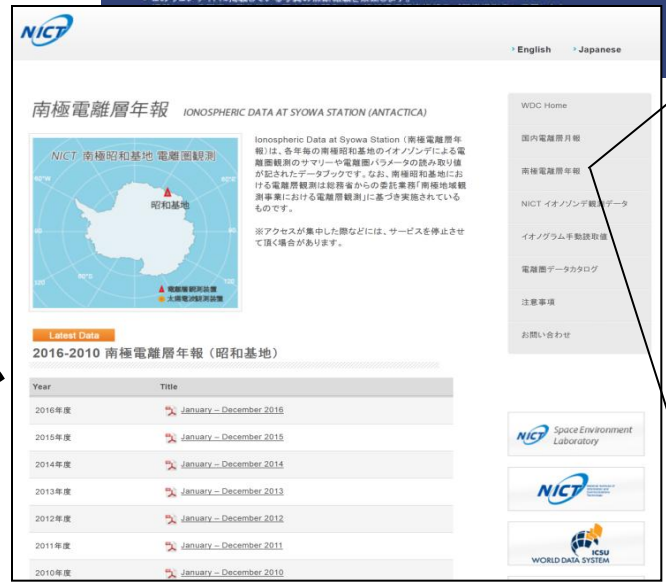 NICT
English Japanese
南極電離層年報 IONOSPHERIC DATA AT SYOWA STATION (ANTACTICA)
NICT 南極昭和基地 電離圏観測
昭和基地
電離層観測装置
太陽電波観測装置
Ionospheric Data at Syowa Station (南極電離層年
報)は、各年毎の南極昭和基地のイオノゾンデによる電
離圏観測のサマリーや電離圏パラメータの読み取り値
が記されたデータブックです。なお、南極昭和基地にお
ける電離層観測は総務省からの委託業務「南極地域観
測事業における電離層観測」に基づき実施されている
ものです。
※アクセスが集中した際などには、サービスを停止させ
て頂く場合があります。
Latest Data
2016-2010 南極電離層年報 (昭和基地)
Year Title
2016年度 January – December 2016
2015年度 January – December 2015
2014年度 January – December 2014
2013年度 January – December 2013
2012年度 January – December 2012
2011年度 January – December 2011
2010年度 January – December 2010
WDC Home
国内電離層月報
南極電離層年報
NICT イオノゾンデ観測データ
イオノグラム手動読取値
電離圏データカタログ
注意事項
お問い合わせ
NICT Space Environment
Laboratory
NICT
ICSU
WORLD DATA SYSTEM